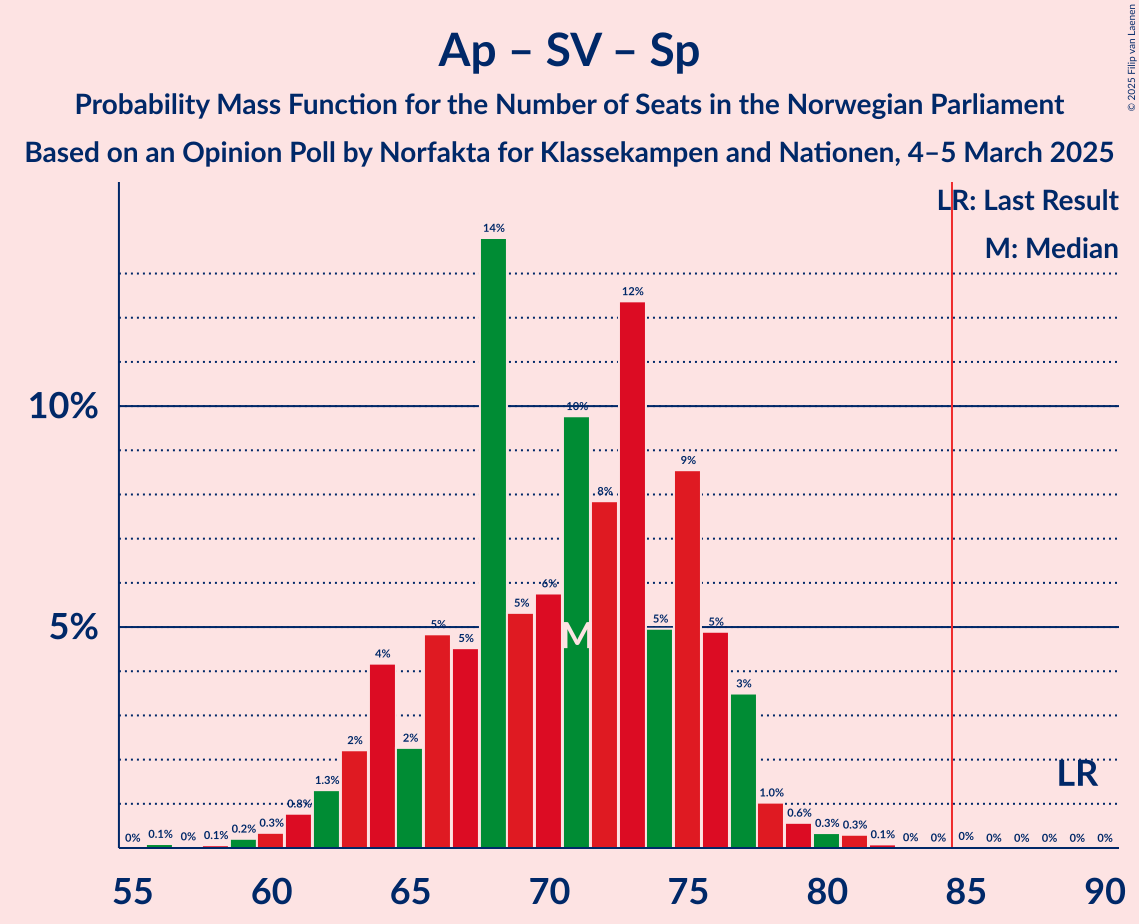 Ap – SV – Sp
Probability Mass Function for the Number of Seats in the Norwegian Parliament
Based on an Opinion Poll by Norfakta for Klassekampen and Nationen, 4–5 March 2025
© 2025 Filip van Laenen
LR: Last Result
M: Median
10%
5%
0% 0.1% 0% 0.1% 0.2% 0.3% 0.8% 1.3% 2% 4% 2% 5% 5% 14% 5% 6% 10% 8% 12% 5% 9% 5% 3% 1.0% 0.6% 0.3% 0.3% 0.1% 0% 0% 0% 0% 0% 0% 0% 0%
M
LR
55 60 65 70 75 80 85 90